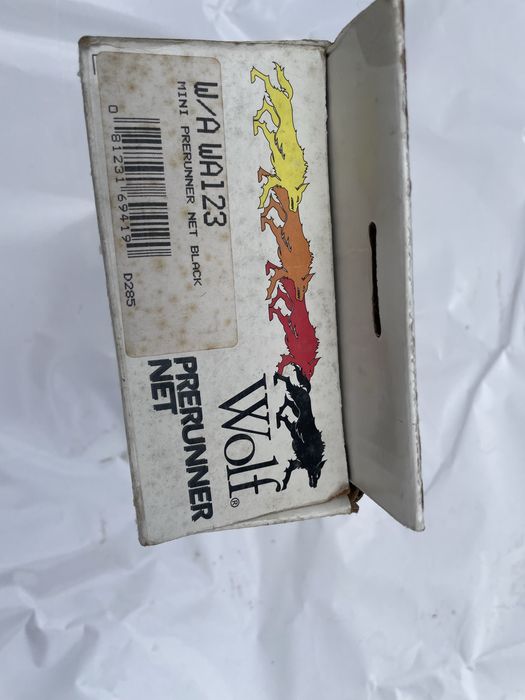 W/A WA123
MINI PRERUNNER NET BLACK
0 81231 69419
D285
Wolf®
PRERUNNER
NET